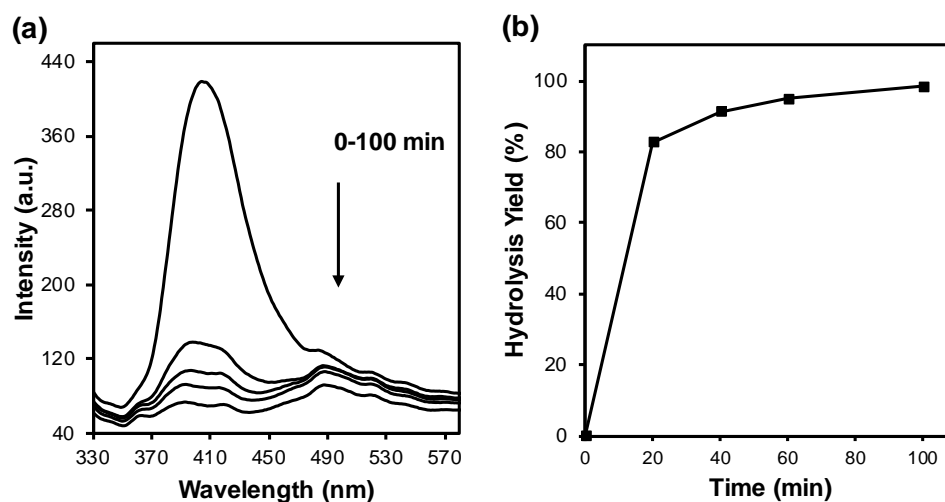 (a)
440
360
280
200
120
40
330 370 410 450 490 530 570
Intensity (a.u.)
Wavelength (nm)
0-100 min
(b)
100
80
60
40
20
0
0 20 40 60 80 100
Hydrolysis Yield (%)
Time (min)